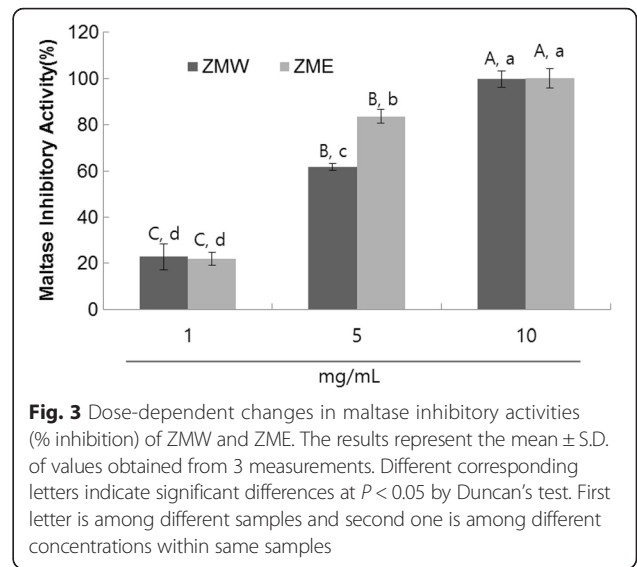 120
100
80
60
40
20
0
Maltase Inhibitory Activity(%)
ZMW ZME
C, d C, d
B, c
B, b
A, a A, a
1 5 10
mg/mL
Fig. 3 Dose-dependent changes in maltase inhibitory activities
(% inhibition) of ZMW and ZME. The results represent the mean ± S.D.
of values obtained from 3 measurements. Different corresponding
letters indicate significant differences at P < 0.05 by Duncan's test. First
letter is among different samples and second one is among different
concentrations within same samples